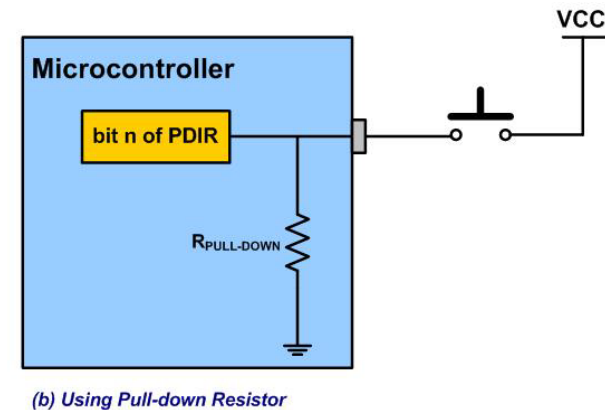 VCC
Microcontroller
bit n of PDIR
RPULL-DOWN
(b) Using Pull-down Resistor